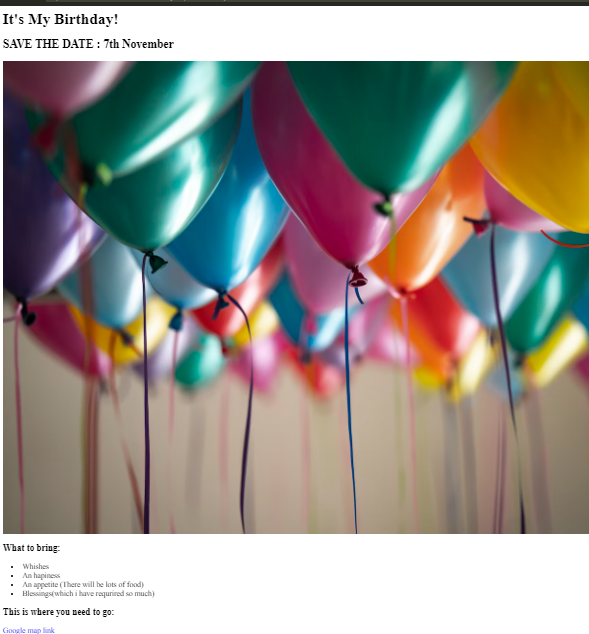 It's My Birthday!
SAVE THE DATE : 7th November
What to bring:
Whishes
An hapiness
An appetite (There will be lots of food)
Blessings(which i have requrired so much)
This is where you need to go:
Google map link